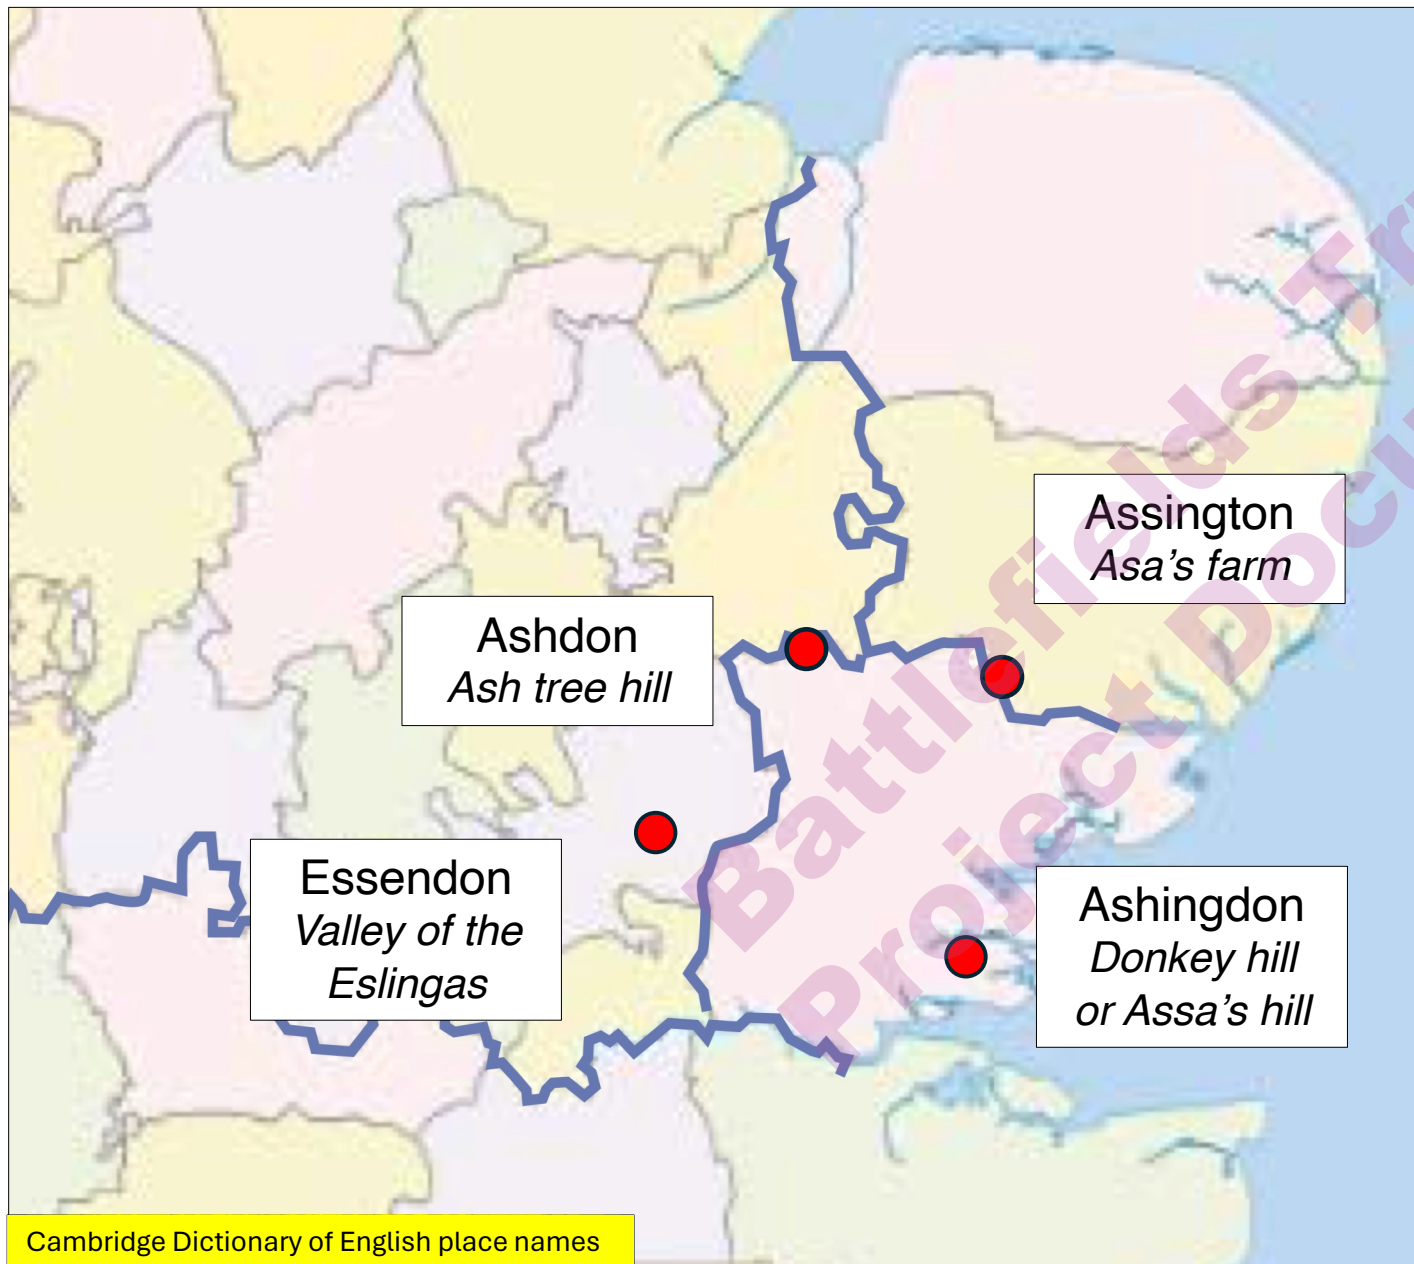 Assington
Asa’s farm
Ashdon
Ash tree hill
Essendon
Valley of the
Eslingas
Ashingdon
Donkey hill
or Assa’s hill
Battlefields
Project
Cambridge Dictionary of English place names